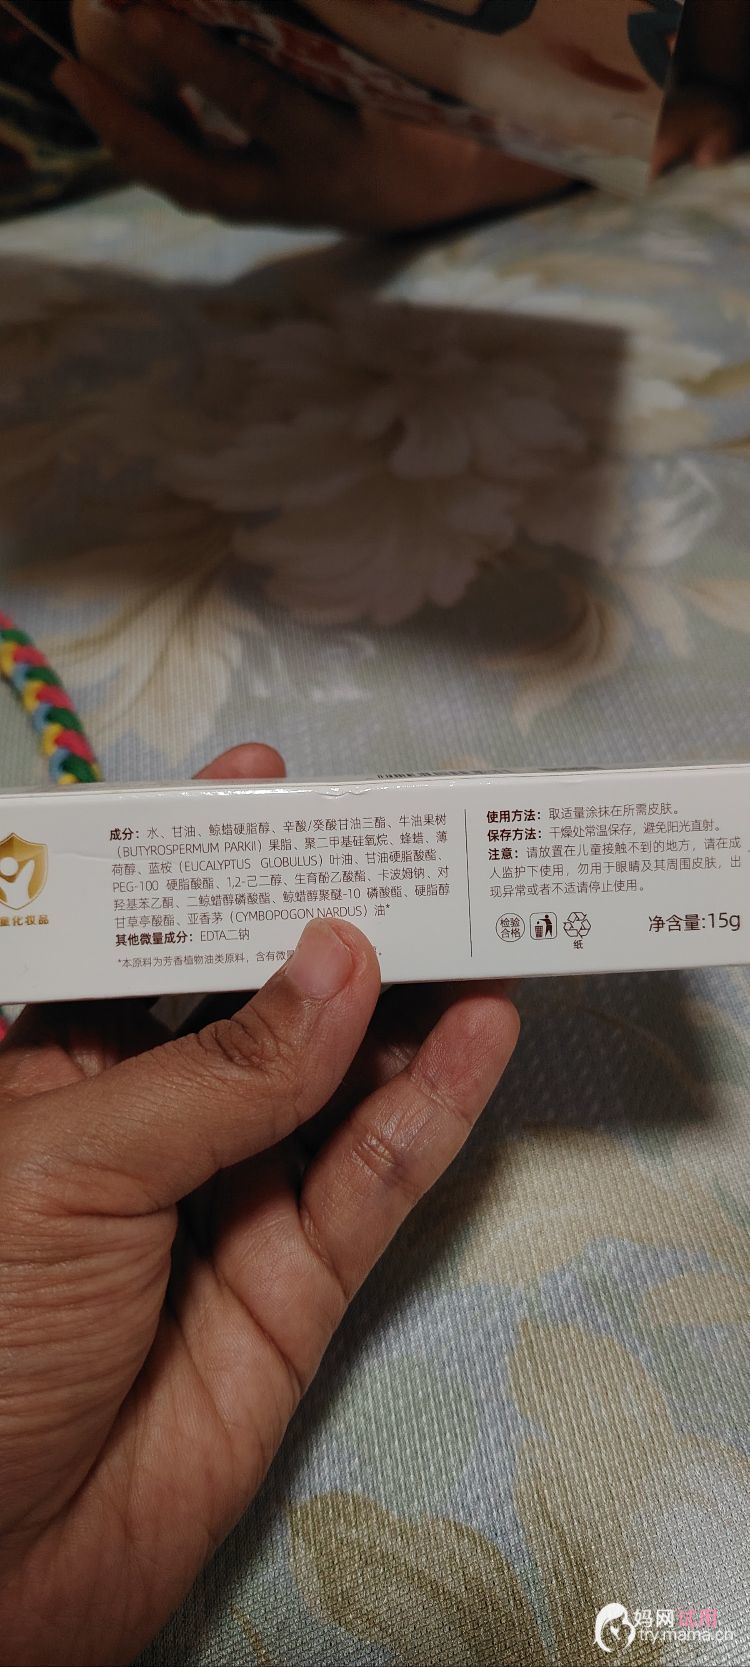 成分：水、甘油、鲸蜡硬脂醇、辛酸/癸酸甘油三酯、牛油果树
（BUTYROSPERMUM PARKII）果脂、聚二甲基硅氧烷、蜂蜡、薄
荷醇、蓝桉（EUCALYPTUS GLOBULUS）叶油、甘油硬脂酸酯、
PEG-100 硬脂酸酯、1,2-己二醇、生育酚乙酸酯、卡波姆钠、对
羟基苯乙酮、二鲸蜡醇磷酸酯、鲸蜡醇聚醚-10 磷酸酯、硬脂醇
甘草亭酸酯、亚香茅（CYMBOPOGON NARDUS）油*
其他微量成分：EDTA二钠
*本原料为芳香植物油类原料，含有微
量化妆品
使用方法：取适量涂抹在所需皮肤。
保存方法：干燥处常温保存，避免阳光直射。
注意：请放置在儿童接触不到的地方，请在成
人监护下使用，勿用于眼睛及其周围皮肤，出
现异常或者不适请停止使用。
检验
合格
纸
净含量:15g
妈网试用
try.mama.cn